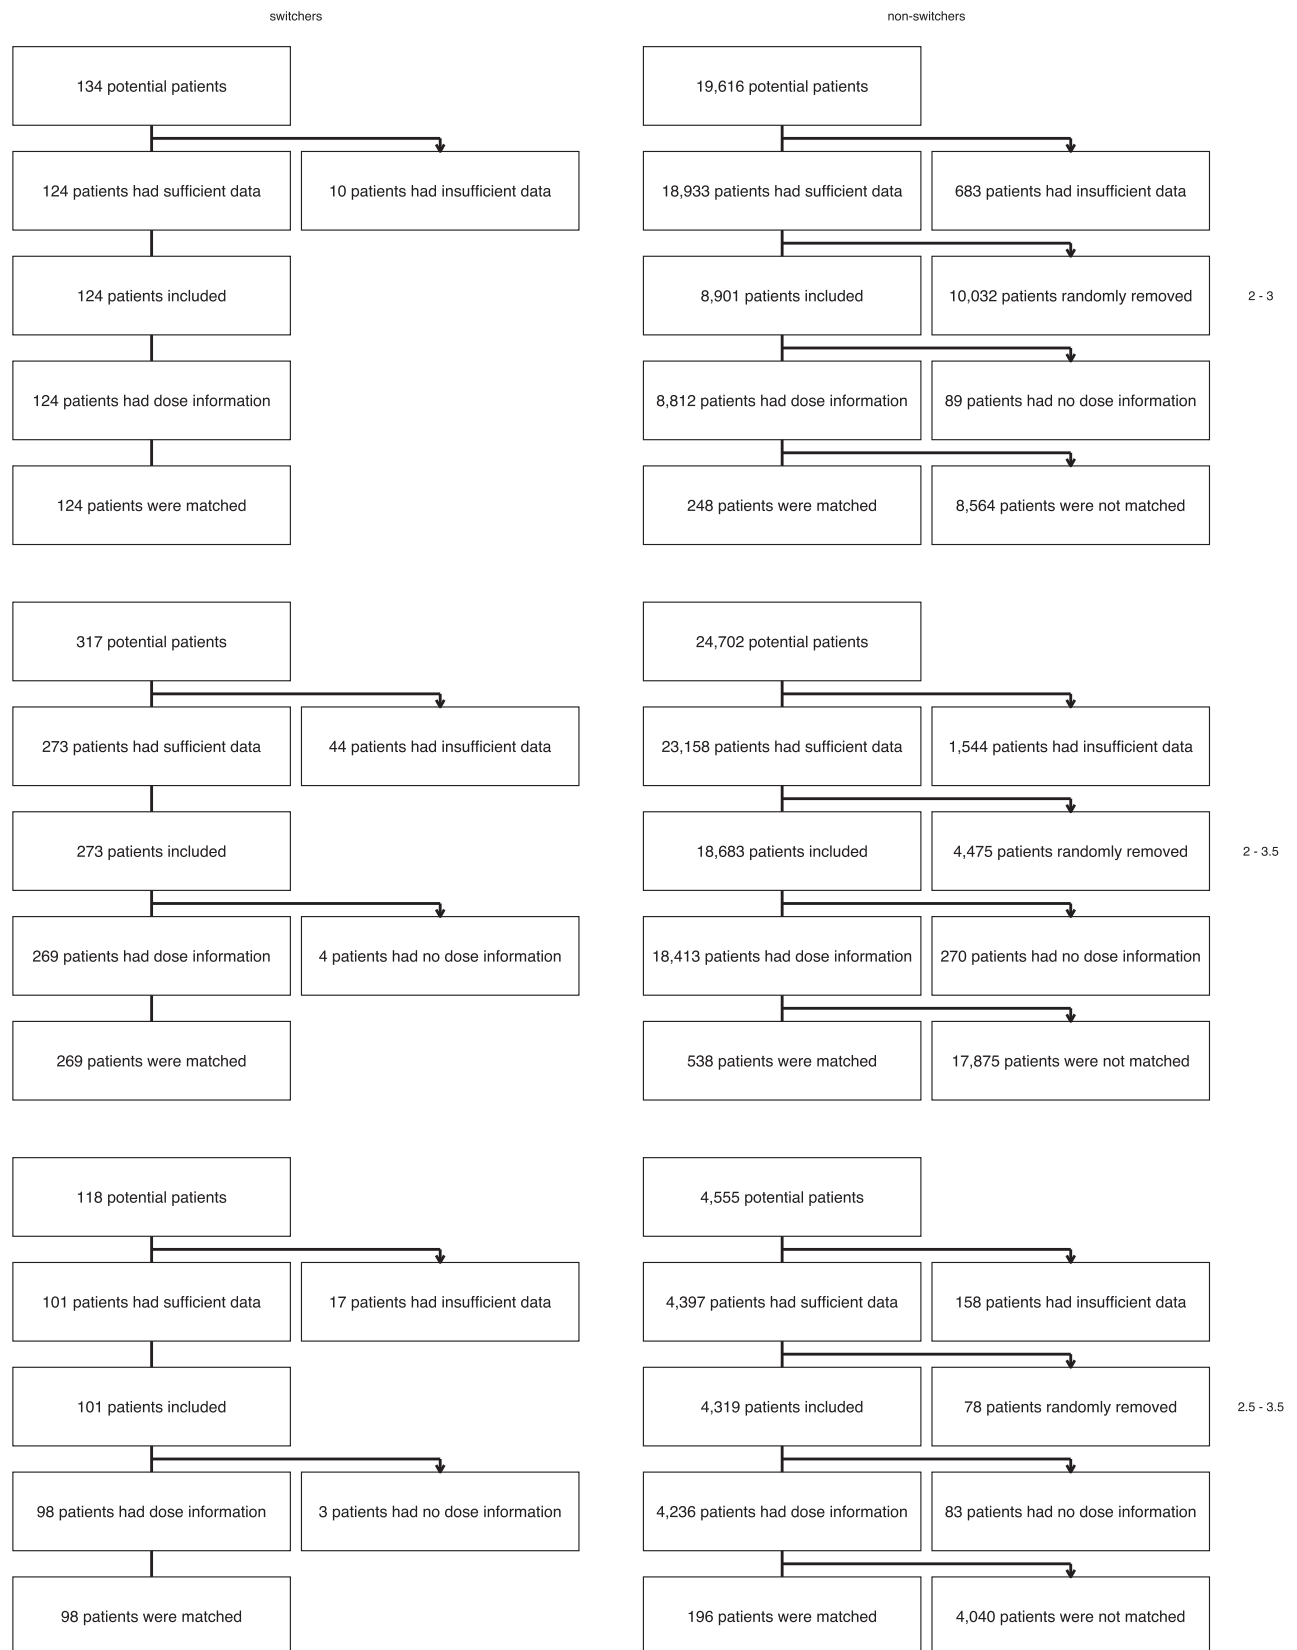 switchers
non-switchers
134 potential patients
19,616 potential patients
124 patients had sufficient data
10 patients had insufficient data
18,933 patients had sufficient data
683 patients had insufficient data
124 patients included
8,901 patients included
10,032 patients randomly removed
2 - 3
124 patients had dose information
8,812 patients had dose information
89 patients had no dose information
124 patients were matched
248 patients were matched
8,564 patients were not matched
317 potential patients
24,702 potential patients
273 patients had sufficient data
44 patients had insufficient data
23,158 patients had sufficient data
1,544 patients had insufficient data
273 patients included
18,683 patients included
4,475 patients randomly removed
2 - 3.5
269 patients had dose information
4 patients had no dose information
18,413 patients had dose information
270 patients had no dose information
269 patients were matched
538 patients were matched
17,875 patients were not matched
118 potential patients
4,555 potential patients
101 patients had sufficient data
17 patients had insufficient data
4,397 patients had sufficient data
158 patients had insufficient data
101 patients included
4,319 patients included
78 patients randomly removed
2.5 - 3.5
98 patients had dose information
3 patients had no dose information
4,236 patients had dose information
83 patients had no dose information
98 patients were matched
196 patients were matched
4,040 patients were not matched